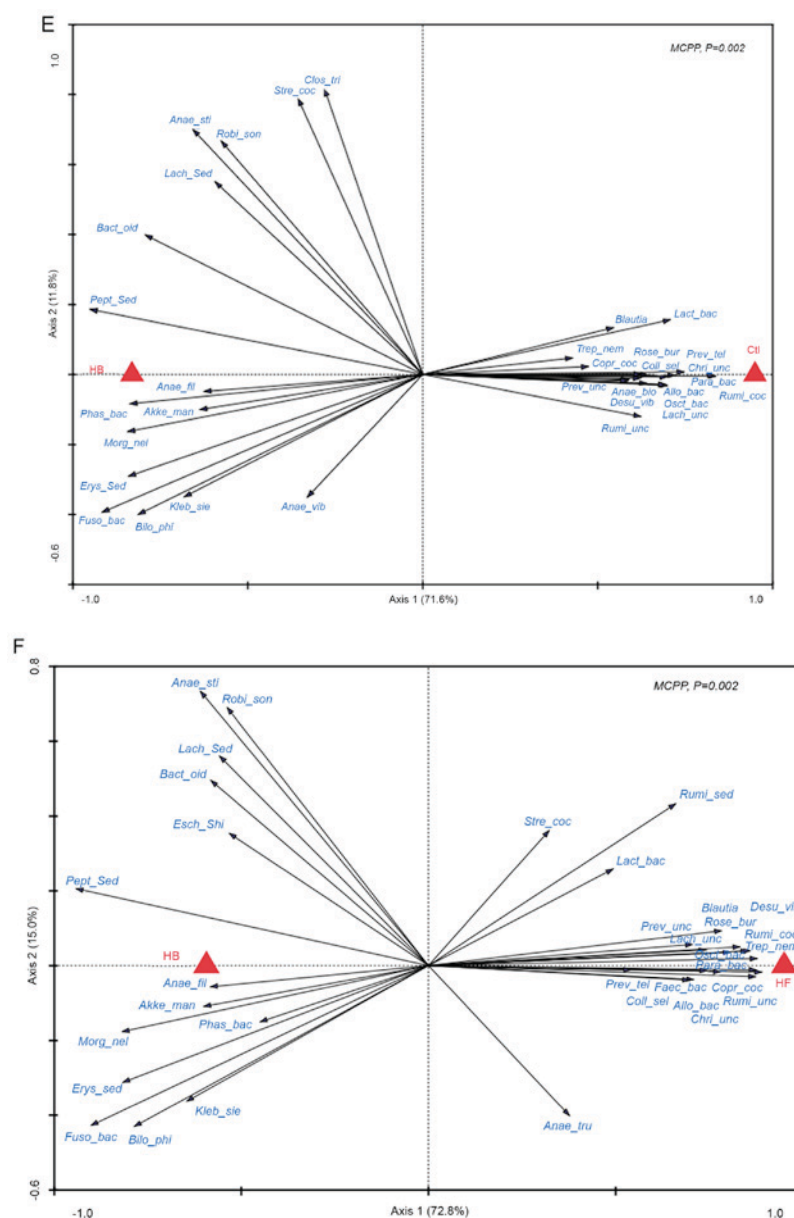 E
1.0
MCPP, P=0.002
Clos_tri
Stre_coc
Anae_sti
Robi_son
Lach_Sed
Bact_oid
Pept_Sed
Blautia
Lact_bac
Axis 2 (11.8%)
Trep_nem
Rose_bur
Prev_tel
Ctl
HB
Copr_coc
Coll_sel
Chri_unc
Anae_fil
Prev_unc
Anae_bio
Allo_bac
Para_bac
Phas_bac
Akke_man
Desu_vib
Osct_bac
Rumi_coc
Morg_nel
Rumi_unc
Lach_unc
Erys_Sed
Kleb_sie
Anae_vib
Fuso_bac
Bilo_phi
-0.6
-1.0
Axis 1 (71.6%)
1.0
F
0.8
MCPP, P=0.002
Anae_sti
Robi_son
Lach_Sed
Bact_oid
Rumi_sed
Esch_Shi
Stre_coc
Lact_bac
Pept_Sed
Blautia
Desu_vi
Axis 2 (15.0%)
Prev_unc
Rose_bur
HB
Lach_unc
Rumi_coc
Trep_nem
Para_bac
HF
Anae_fil
Prev_tel
Faec_bac
Copr_coc
Akke_man
Phas_bac
Coll_sel
Allo_bac
Rumi_unc
Morg_nel
Chri_unc
Erys_sed
Kleb_sie
Anae_tru
Fuso_bac
Bilo_phi
-0.6
-1.0
Axis 1 (72.8%)
1.0